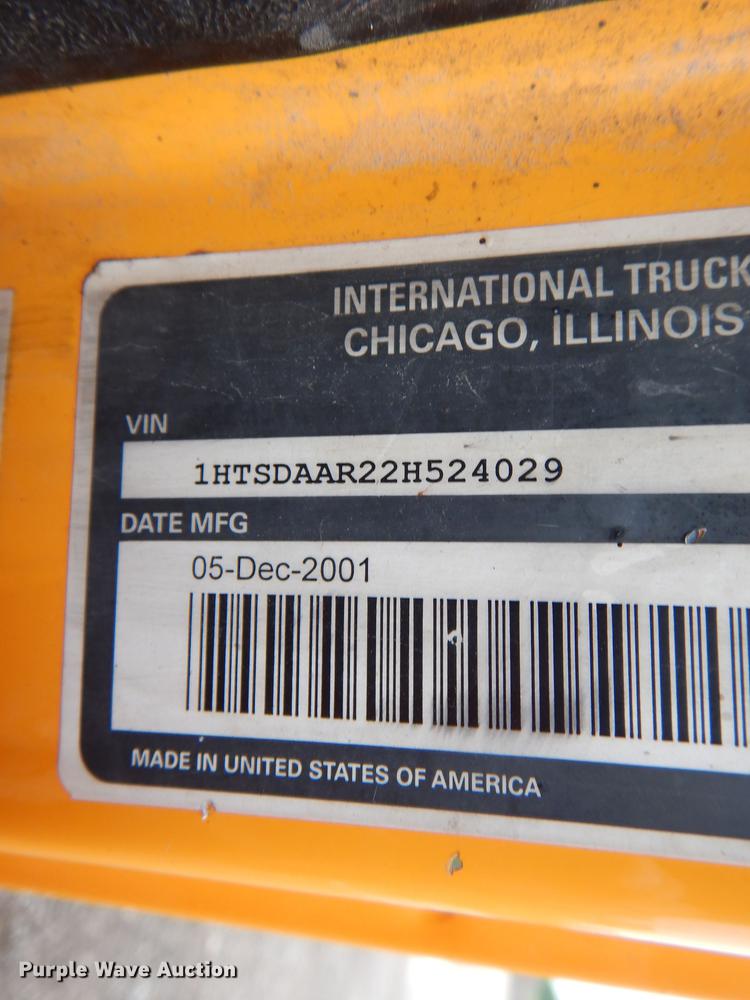 INTERNATIONAL TRUCK
CHICAGO, ILLINOIS
VIN
1HTSDAAR22H524029
DATE MFG
05-Dec-2001
MADE IN UNITED STATES OF AMERICA
Purple Wave Auction